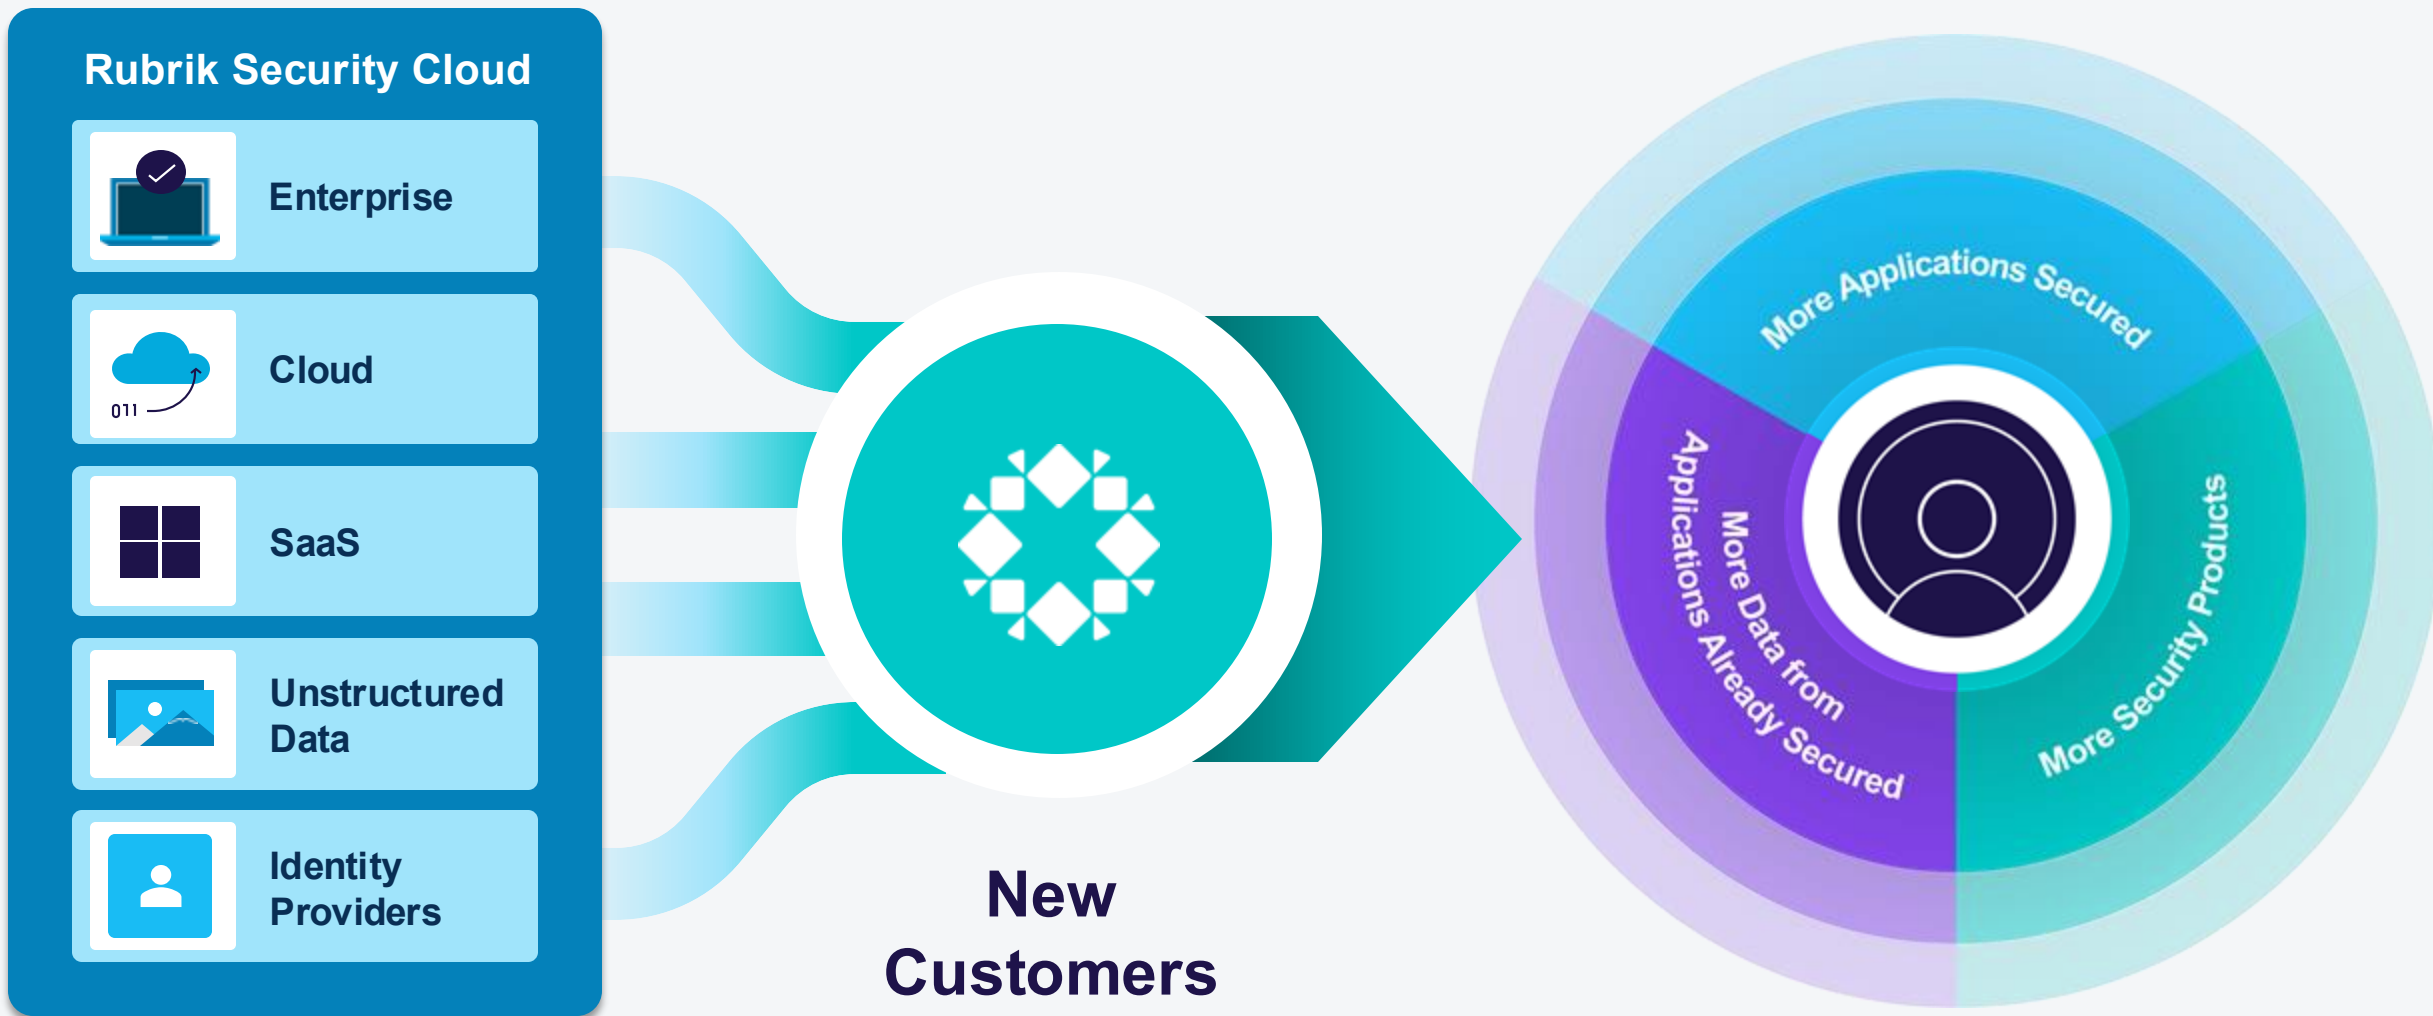 Rubrik Security Cloud
Enterprise
011
Cloud
SaaS
Unstructured
Data
Identity
Providers
New
Customers
More Applications Secured
More Data from
Applications Already Secured
More Security Products